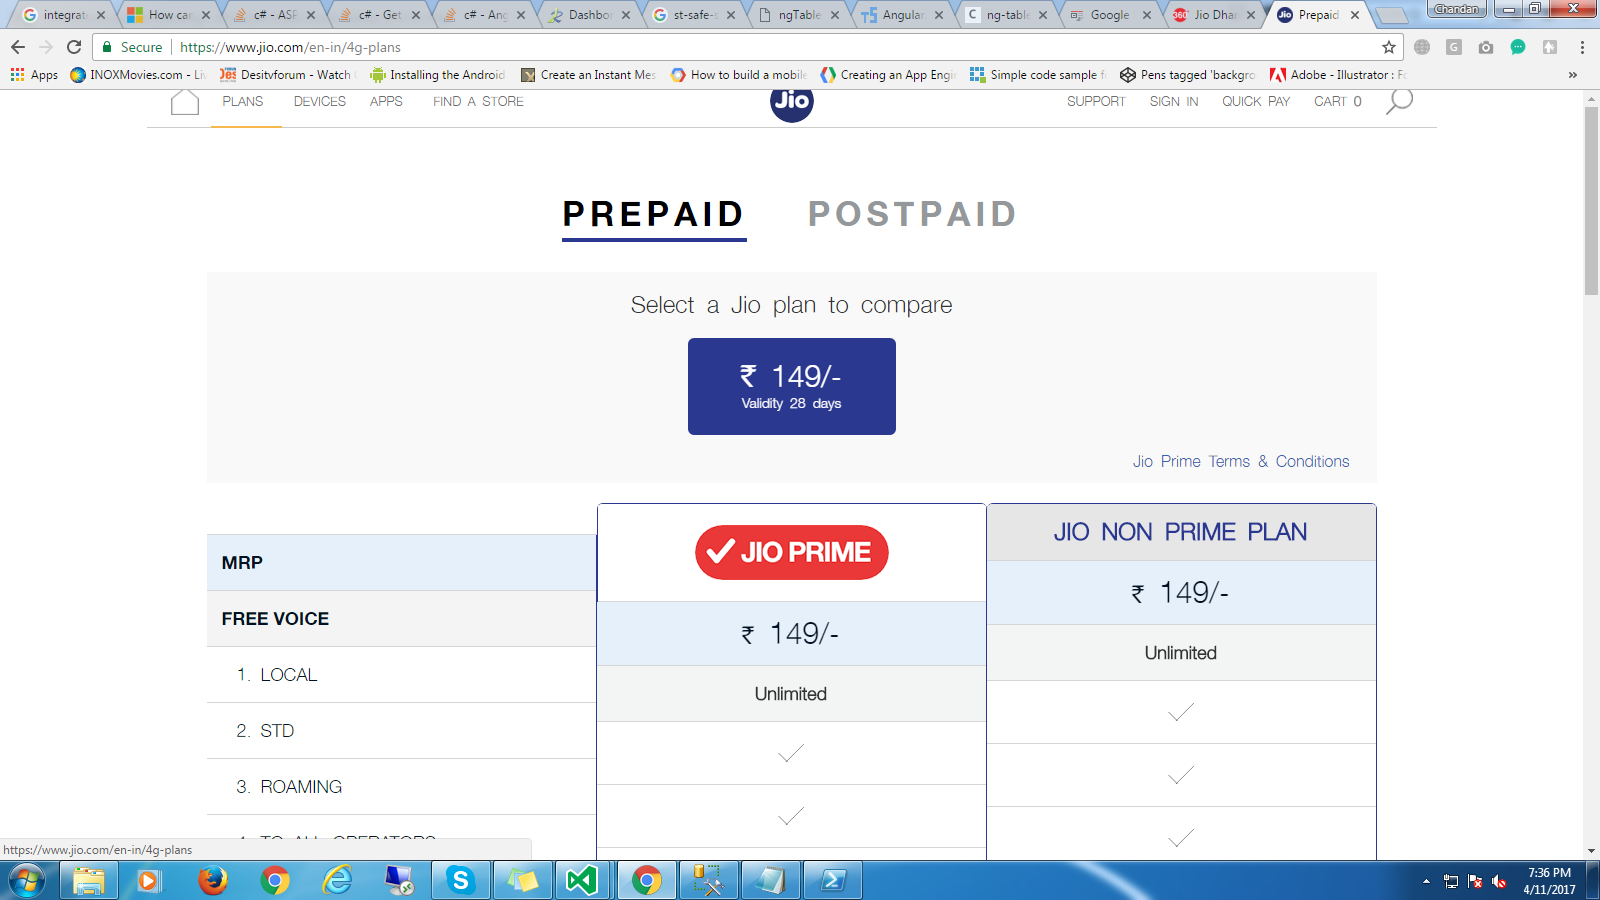 integrat
How can
c# - ASP
c# - Get
c# - Ang
Dashbo
st-safe-s
ngTable
Angular
ng-table
Google
Jio Dhan
Prepaid
Chandan
Secure https://www.jio.com/en-in/4g-plans
Apps INOXMovies.com - Li Desitvforum - Watch Installing the Android Create an Instant Mes How to build a mobile Creating an App Engi Simple code sample f Pens tagged 'backgro Adobe - Illustrator : Fo »
PLANS DEVICES APPS FIND A STORE Jio SUPPORT SIGN IN QUICK PAY CART 0
PREPAID POSTPAID
Select a Jio plan to compare
₹ 149/-
Validity 28 days
Jio Prime Terms & Conditions
JIO NON PRIME PLAN
JIO PRIME
MRP
₹ 149/-
₹ 149/-
FREE VOICE
Unlimited
Unlimited
1. LOCAL
2. STD
3. ROAMING
4. TO ALL OPERATORS
https://www.jio.com/en-in/4g-plans
7:36 PM
4/11/2017